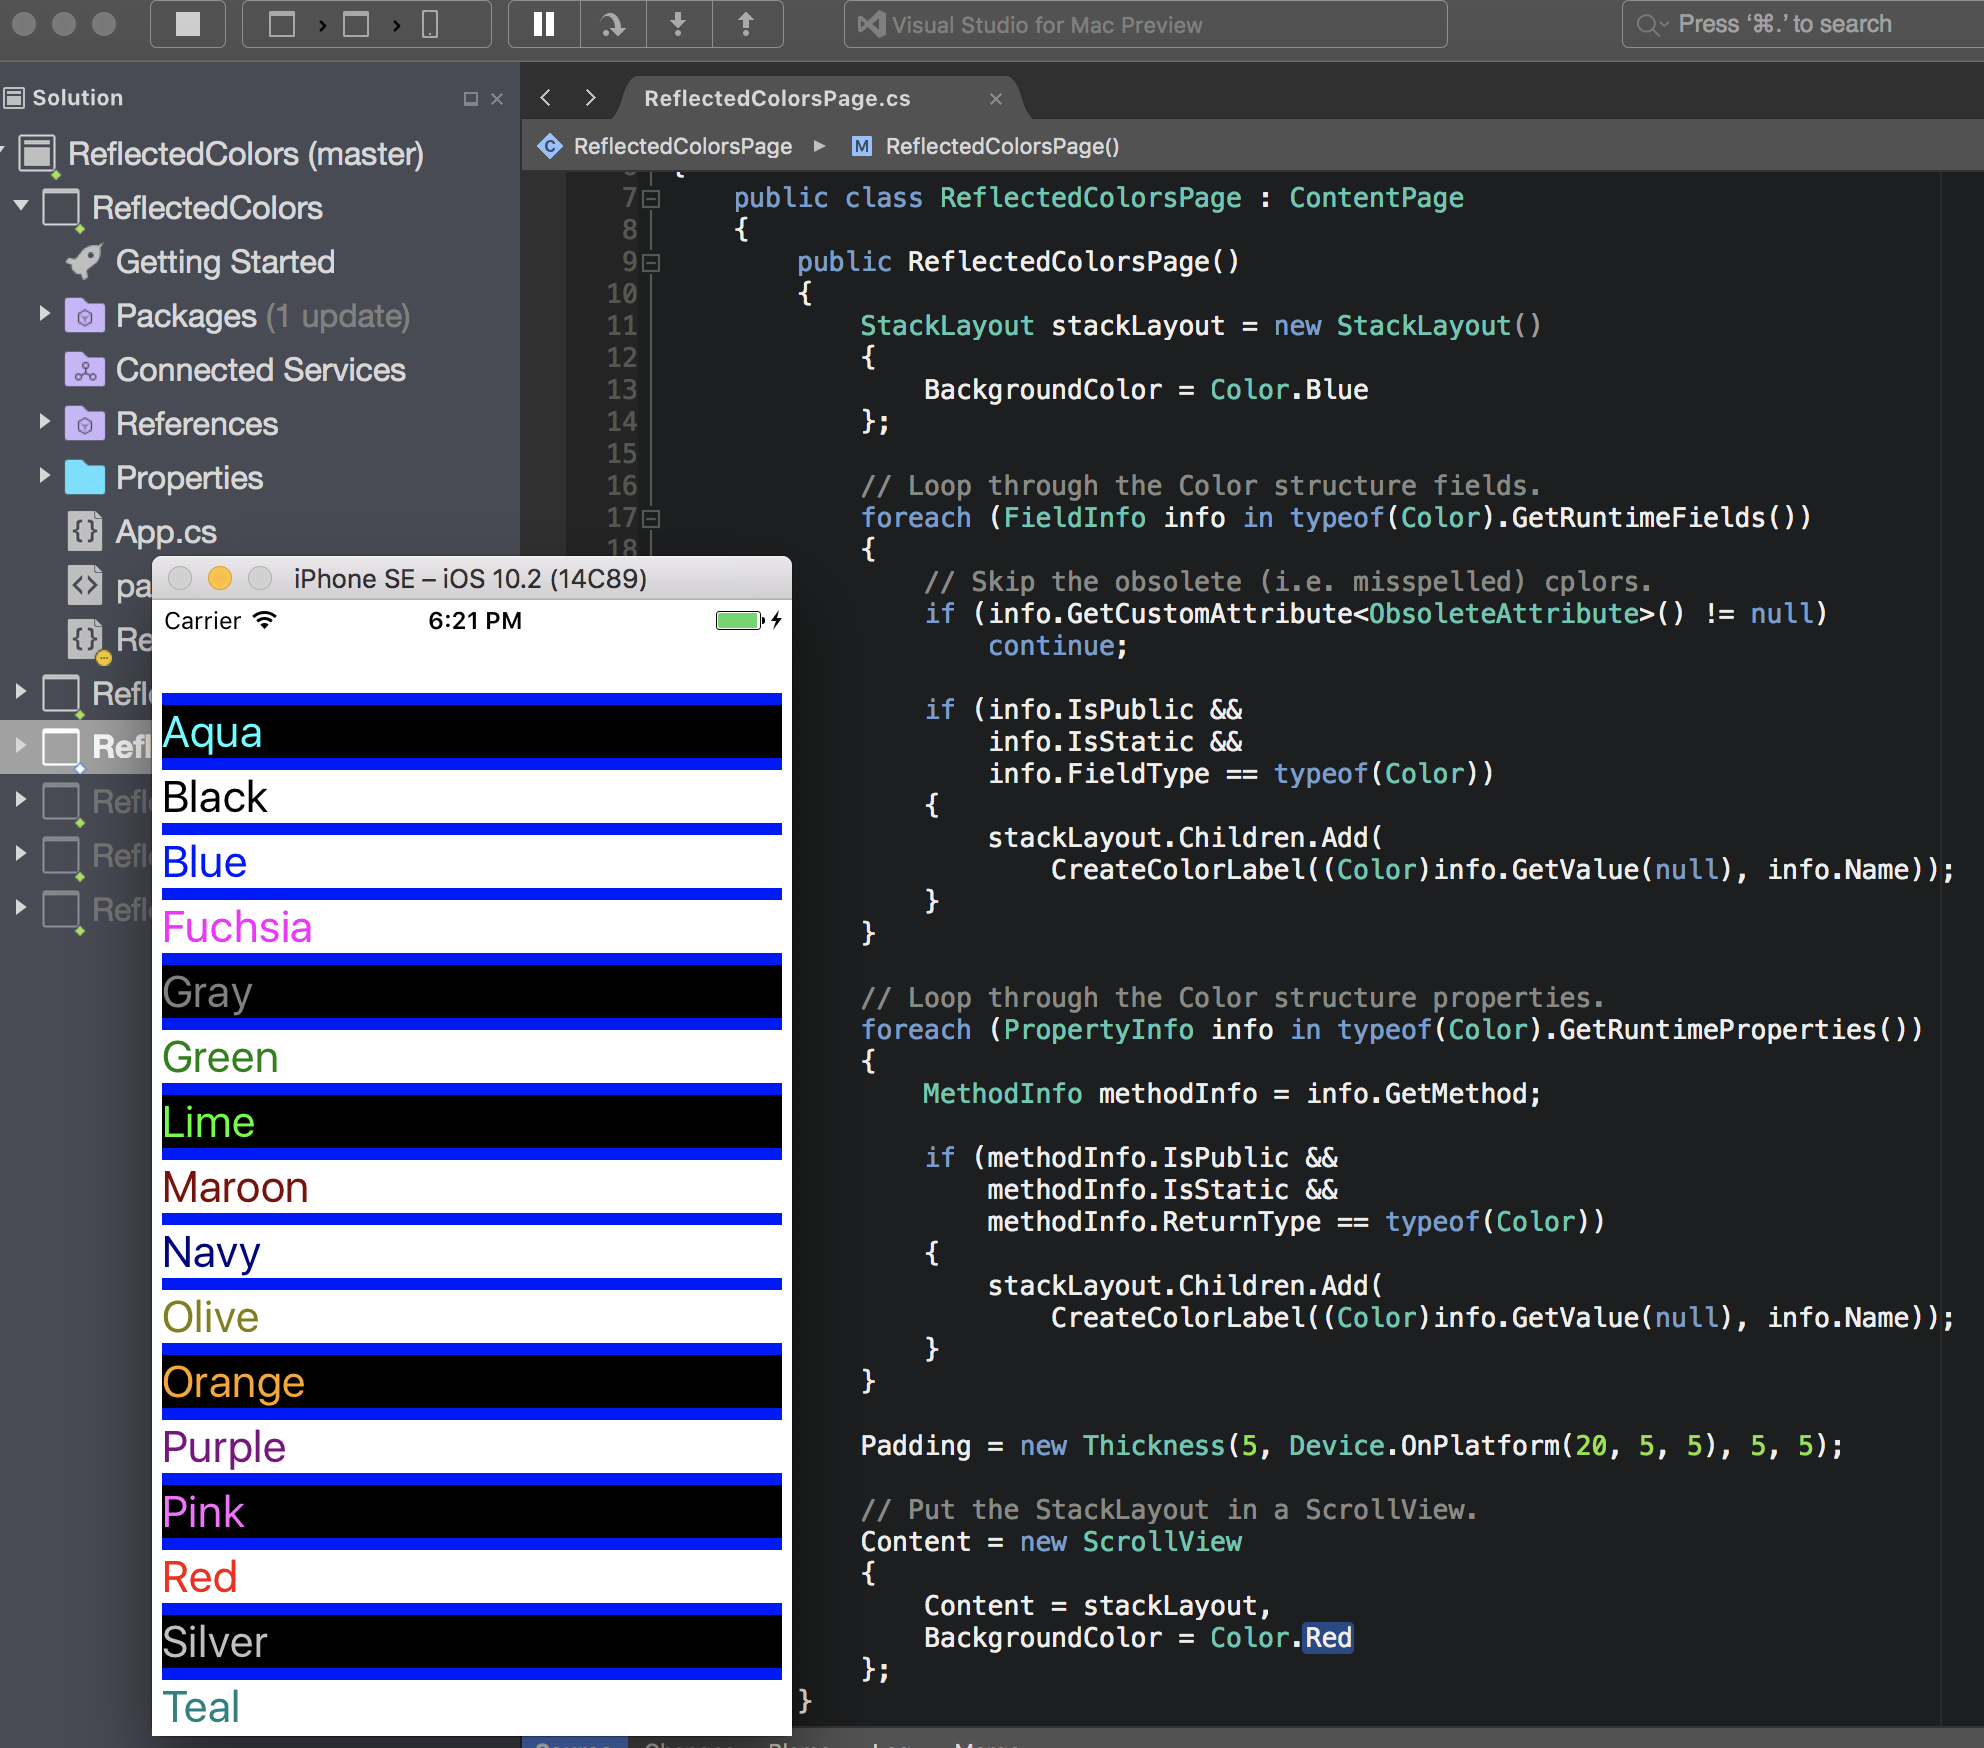 Visual Studio for Mac Preview
Press ‘⌘.’ to search
Solution
ReflectedColors (master)
ReflectedColors
Getting Started
Packages (1 update)
Connected Services
References
Properties
App.cs
pa
Re
Refle
Refl
Refle
Refle
Refle
ReflectedColorsPage.cs
ReflectedColorsPage
M
ReflectedColorsPage()
{
7 public class ReflectedColorsPage : ContentPage
8 {
9 public ReflectedColorsPage()
10 {
11 StackLayout stackLayout = new StackLayout()
12 {
13 BackgroundColor = Color.Blue
14 };
15
16 // Loop through the Color structure fields.
17 foreach (FieldInfo info in typeof(Color).GetRuntimeFields())
18 {
// Skip the obsolete (i.e. misspelled) cplors.
if (info.GetCustomAttribute<ObsoleteAttribute>() != null)
continue;
if (info.IsPublic &&
info.IsStatic &&
info.FieldType == typeof(Color))
{
stackLayout.Children.Add(
CreateColorLabel((Color)info.GetValue(null), info.Name));
}
}
// Loop through the Color structure properties.
foreach (PropertyInfo info in typeof(Color).GetRuntimeProperties())
{
MethodInfo methodInfo = info.GetMethod;
if (methodInfo.IsPublic &&
methodInfo.IsStatic &&
methodInfo.ReturnType == typeof(Color))
{
stackLayout.Children.Add(
CreateColorLabel((Color)info.GetValue(null), info.Name));
}
}
Padding = new Thickness(5, Device.OnPlatform(20, 5, 5), 5, 5);
// Put the StackLayout in a ScrollView.
Content = new ScrollView
{
Content = stackLayout,
BackgroundColor = Color.Red
};
}
iPhone SE – iOS 10.2 (14C89)
Carrier 6:21 PM
Aqua
Black
Blue
Fuchsia
Gray
Green
Lime
Maroon
Navy
Olive
Orange
Purple
Pink
Red
Silver
Teal